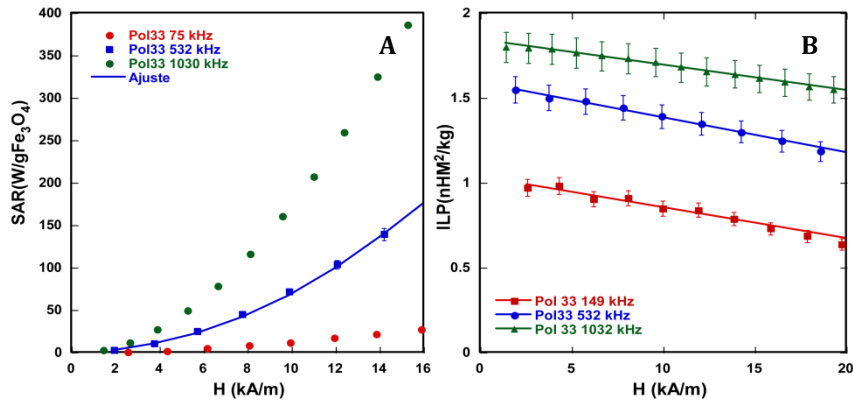 A
Pol33 75 kHz
Pol33 532 kHz
Pol33 1030 kHz
Ajuste
SAR(W/gFe₃O₄)
400
350
300
250
200
150
100
50
0
0 2 4 6 8 10 12 14 16
H (kA/m)
B
ILP(nHM²/kg)
2
1.5
1
0.5
0
Pol 33 149 kHz
Pol33 532 kHz
Pol 33 1032 kHz
0 5 10 15 20
H (kA/m)